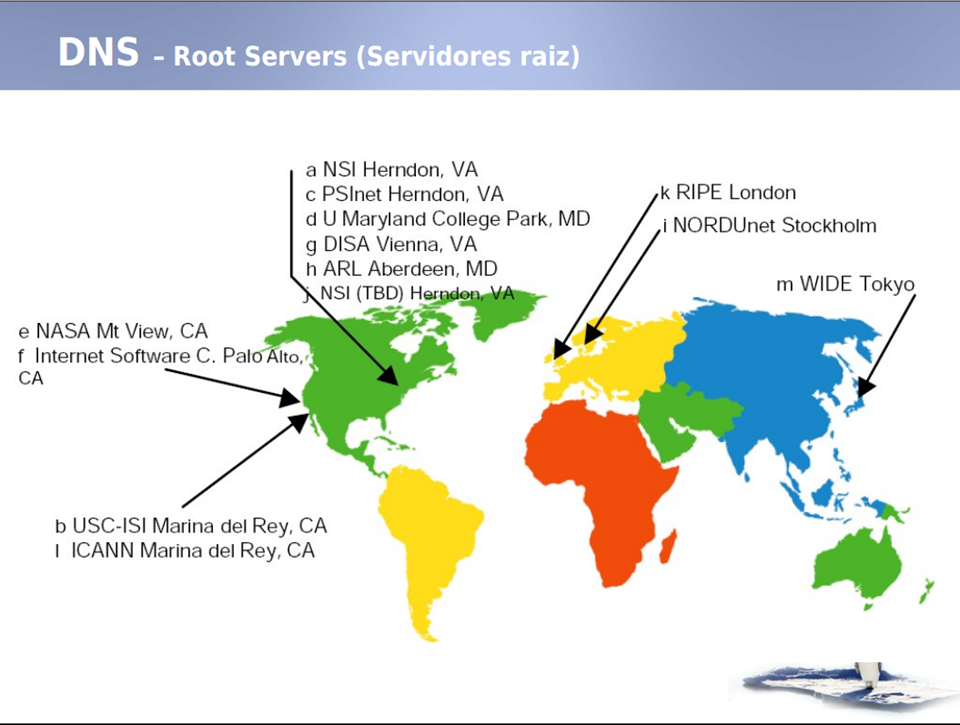 DNS – Root Servers (Servidores raiz)
a NSI Herndon, VA
c PSInet Herndon, VA
d U Maryland College Park, MD
g DISA Vienna, VA
h ARL Aberdeen, MD
j NSI (TBD) Herndon, VA
k RIPE London
i NORDUnet Stockholm
m WIDE Tokyo
e NASA Mt View, CA
f Internet Software C. Palo Alto,
CA
b USC-ISI Marina del Rey, CA
l ICANN Marina del Rey, CA